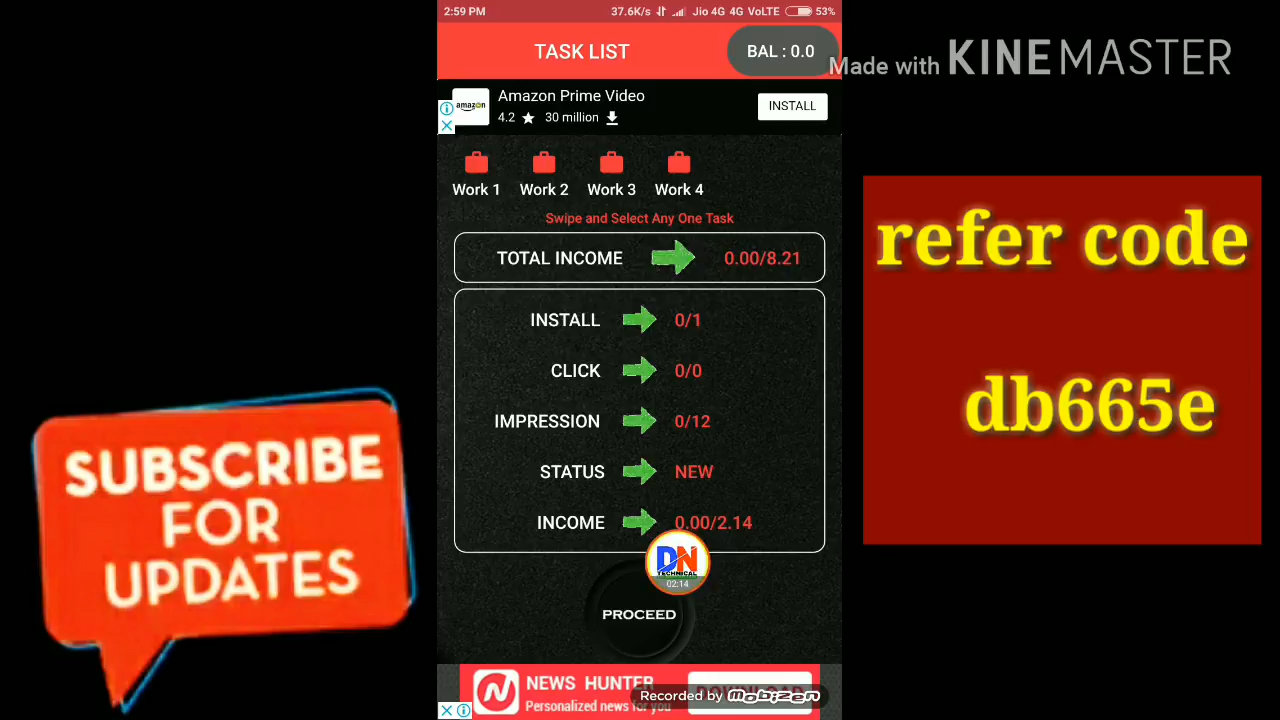 2:59 PM 37.6K/s Jio 4G 4G VoLTE 53%
TASK LIST
BAL : 0.0
Made with KINEMASTER
amazon
Amazon Prime Video
4.2 30 million
INSTALL
Work 1 Work 2 Work 3 Work 4
Swipe and Select Any One Task
TOTAL INCOME 0.00/8.21
INSTALL 0/1
CLICK 0/0
IMPRESSION 0/12
STATUS NEW
INCOME 0.00/2.14
DN
TECHNICAL
02:14
PROCEED
NEWS HUNTER
Personalized news for you
Recorded by mobizen
SUBSCRIBE
FOR
UPDATES
refer code
db665e